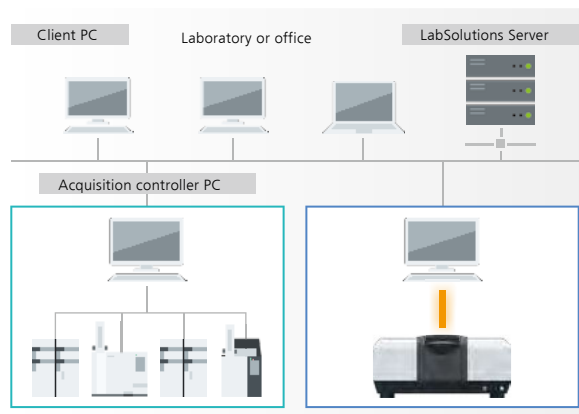 Client PC
Laboratory or office
LabSolutions Server
Acquisition controller PC